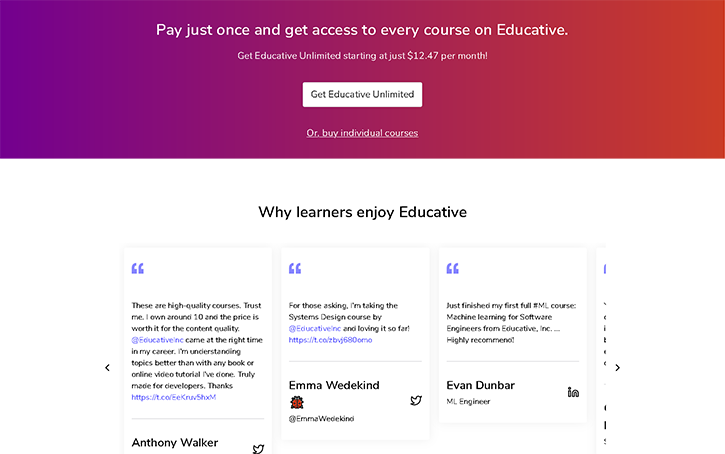 Pay just once and get access to every course on Educative.
Get Educative Unlimited starting at just $12.47 per month!
Get Educative Unlimited
Or, buy individual courses
Why learners enjoy Educative
These are high-quality courses. Trust
me. I own around 10 and the price is
worth it for the content quality.
@EducativeInc came at the right time
in my career. I'm understanding
topics better than with any book or
online video tutorial I've done. Truly
made for developers. Thanks
https://t.co/EeKruv5hxM
Anthony Walker
For those asking, I'm taking the
Systems Design course by
@EducativeInc and loving it so far!
https://t.co/zbvj680omo
Emma Wedekind
@EmmaWedekind
Just finished my first full #ML course:
Machine learning for Software
Engineers from Educative, Inc. ...
Highly recommend!
Evan Dunbar
ML Engineer